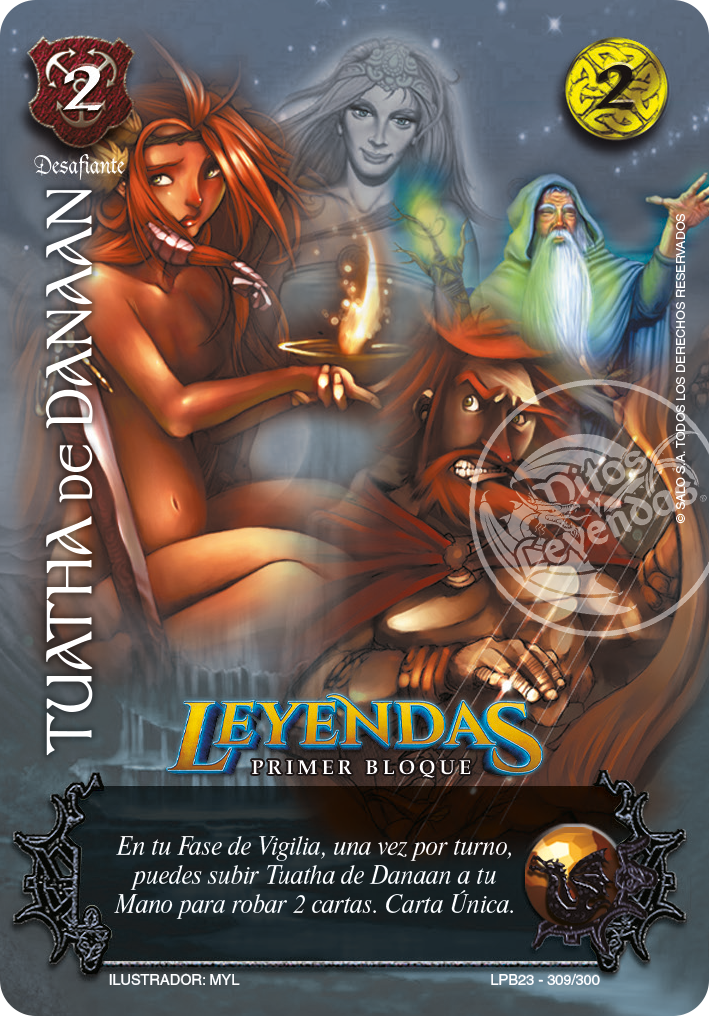 2
2
Desafiante
TUATHA DE DANAAN
© SALO S.A. TODOS LOS DERECHOS RESERVADOS
Mitos y Leyendas
LEYENDAS
PRIMER BLOQUE
En tu Fase de Vigilia, una vez por turno,
puedes subir Tuatha de Danaan a tu
Mano para robar 2 cartas. Carta Única.
ILUSTRADOR: MYL
LPB23 - 309/300